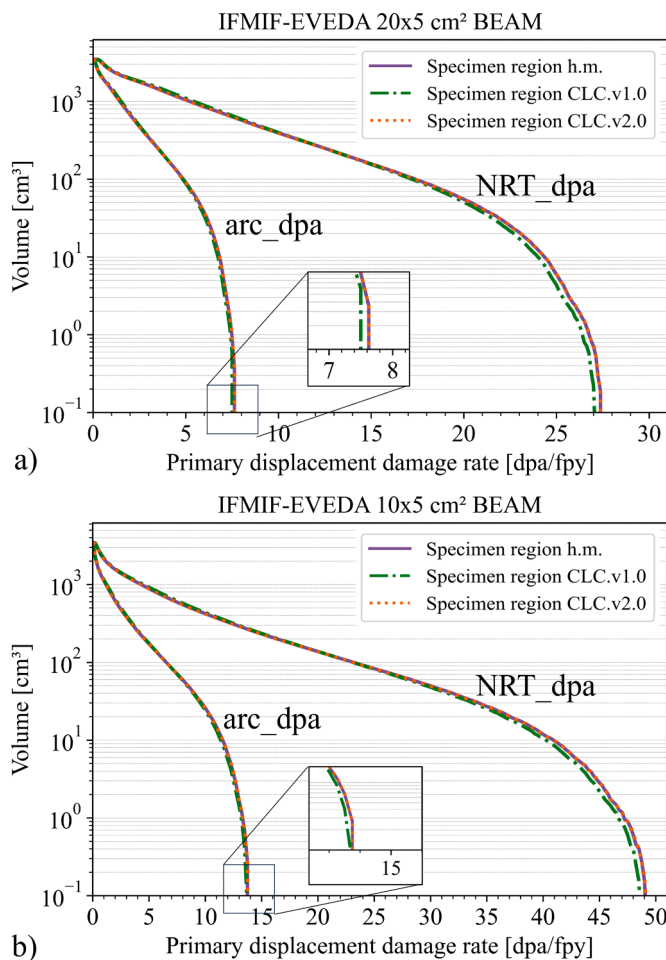 IFMIF-EVEDA 20x5 cm² BEAM
Specimen region h.m.
Specimen region CLC.v1.0
Specimen region CLC.v2.0
10³
10²
10¹
10⁰
10⁻¹
Volume [cm³]
NRT_dpa
arc_dpa
7 8
0 5 10 15 20 25 30
a) Primary displacement damage rate [dpa/fpy]
IFMIF-EVEDA 10x5 cm² BEAM
Specimen region h.m.
Specimen region CLC.v1.0
Specimen region CLC.v2.0
10³
10²
10¹
10⁰
10⁻¹
Volume [cm³]
NRT_dpa
arc_dpa
15
0 5 10 15 20 25 30 35 40 45 50
b) Primary displacement damage rate [dpa/fpy]